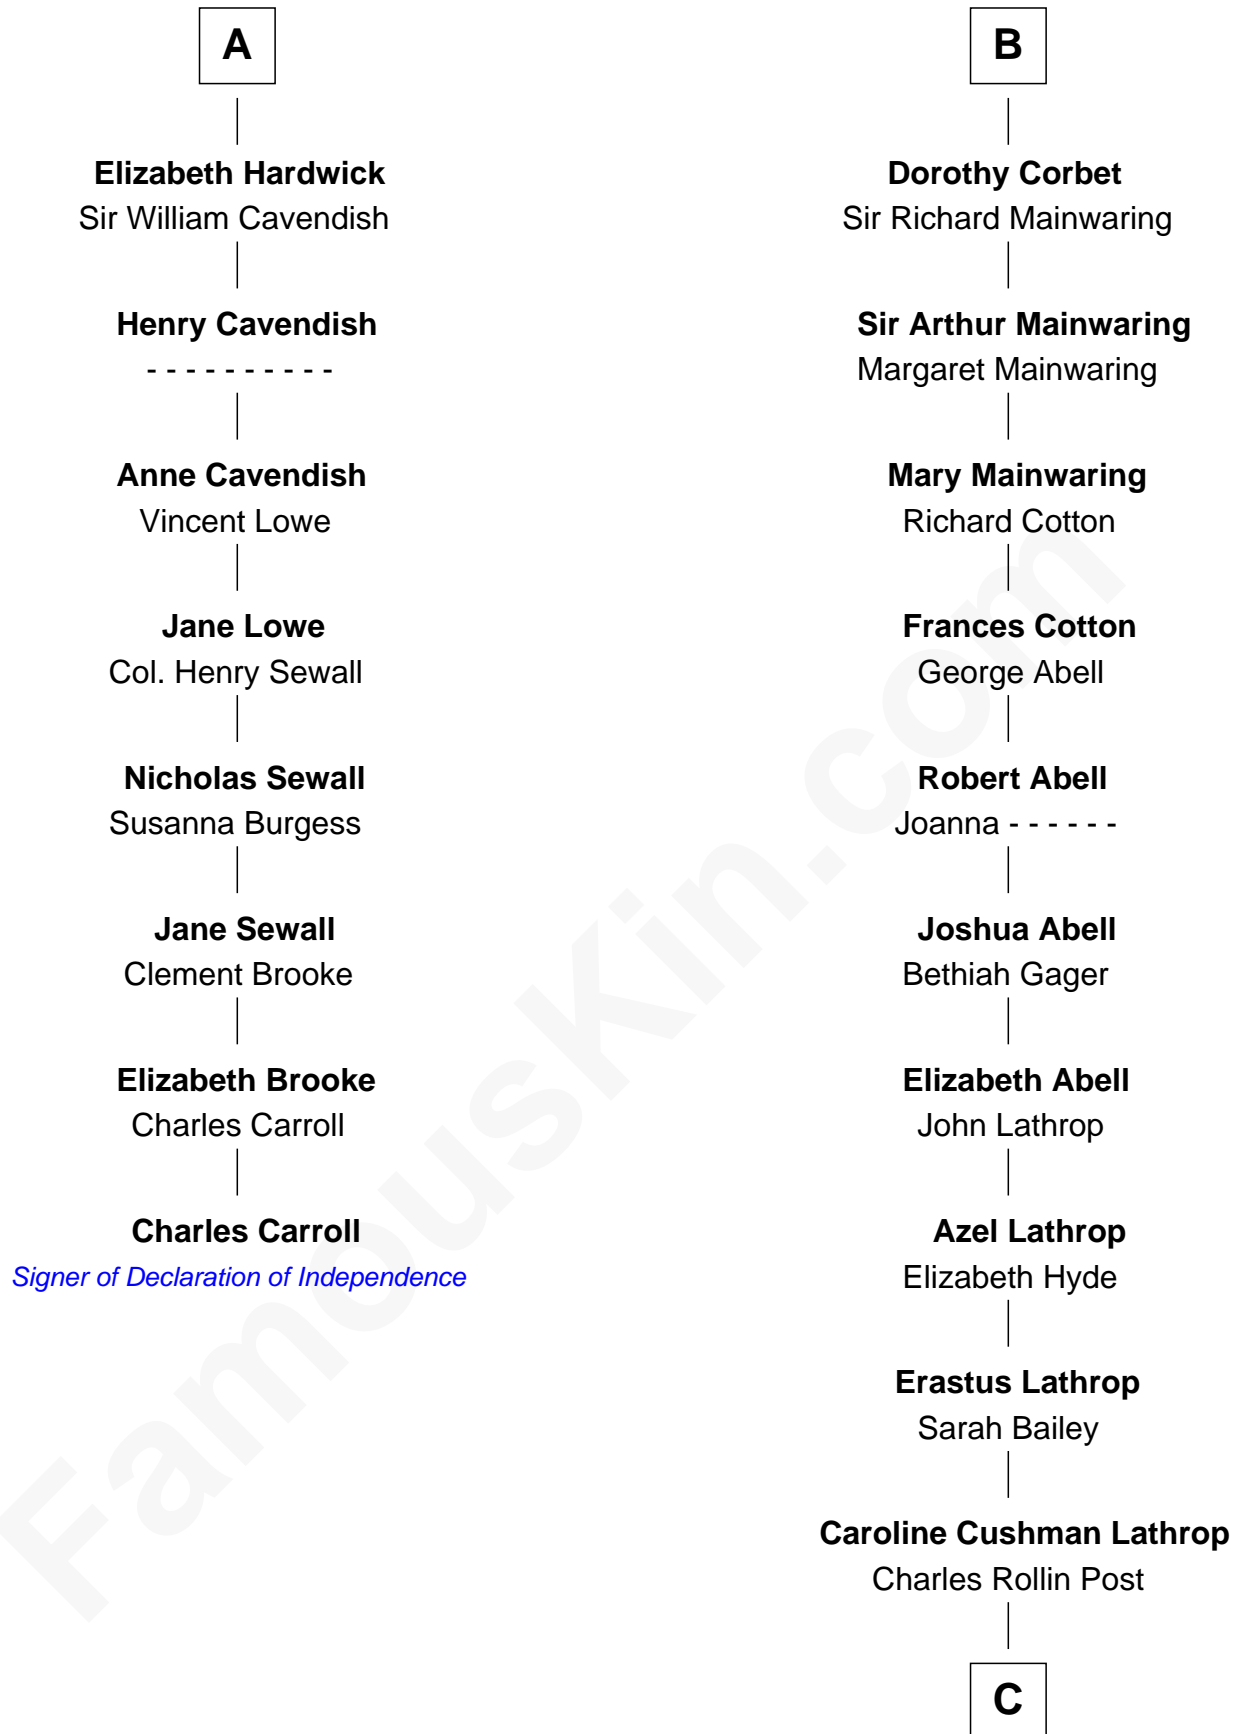 A
Elizabeth Hardwick
Sir William Cavendish
Henry Cavendish
- - - - - - - - - -
Anne Cavendish
Vincent Lowe
Jane Lowe
Col. Henry Sewall
Nicholas Sewall
Susanna Burgess
Jane Sewall
Clement Brooke
Elizabeth Brooke
Charles Carroll
Charles Carroll
Signer of Declaration of Independence
B
Dorothy Corbet
Sir Richard Mainwaring
Sir Arthur Mainwaring
Margaret Mainwaring
Mary Mainwaring
Richard Cotton
Frances Cotton
George Abell
Robert Abell
Joanna - - - - - -
Joshua Abell
Bethiah Gager
Elizabeth Abell
John Lathrop
Azel Lathrop
Elizabeth Hyde
Erastus Lathrop
Sarah Bailey
Caroline Cushman Lathrop
Charles Rollin Post
C
FamousKin.com